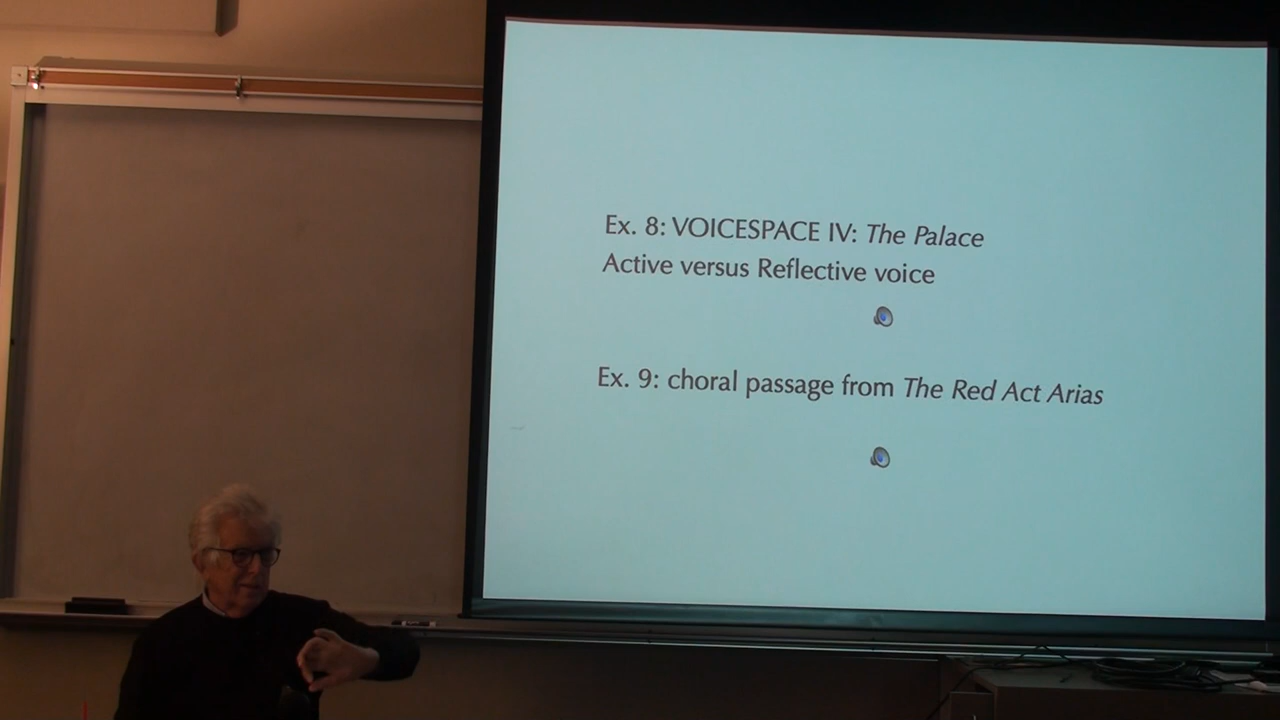 Ex. 8: VOICESPACE IV: The Palace
Active versus Reflective voice
Ex. 9: choral passage from The Red Act Arias